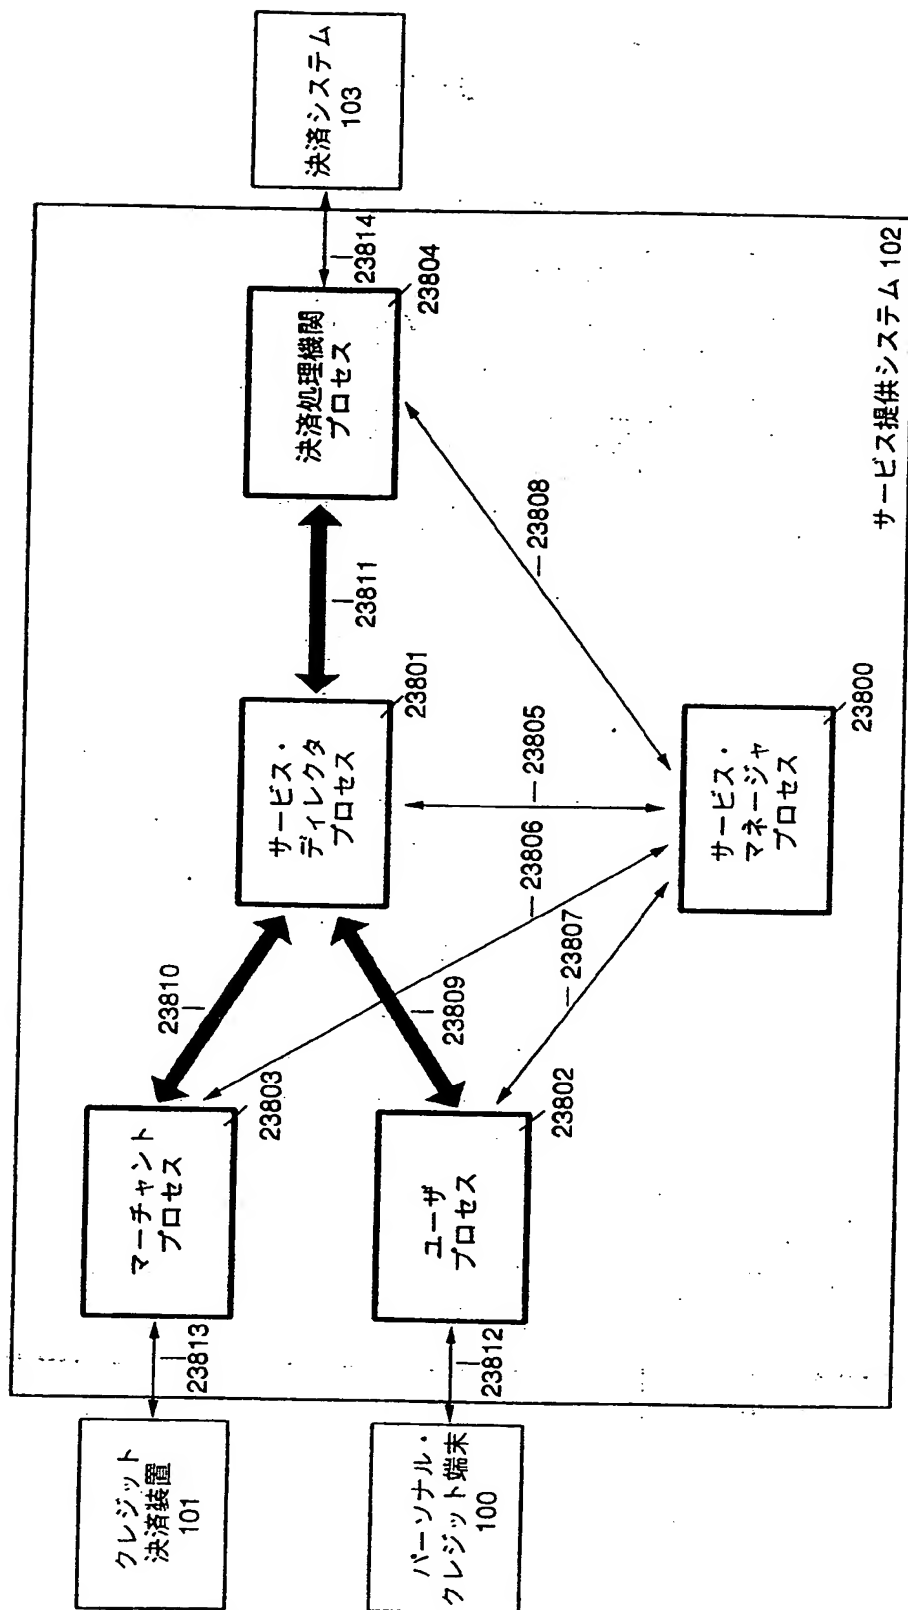 クレジット
決済装置
101
23813
マーチャント
プロセス
23803
23810
パーソナル・
クレジット端末
100
23812
ユーザ
プロセス
23802
23809
サービス・
ディレクタ
プロセス
23801
23811
決済処理機関
プロセス
23804
23814
決済システム
103
23805
23806
23807
23808
サービス・
マネージャ
プロセス
23800
サービス提供システム 102